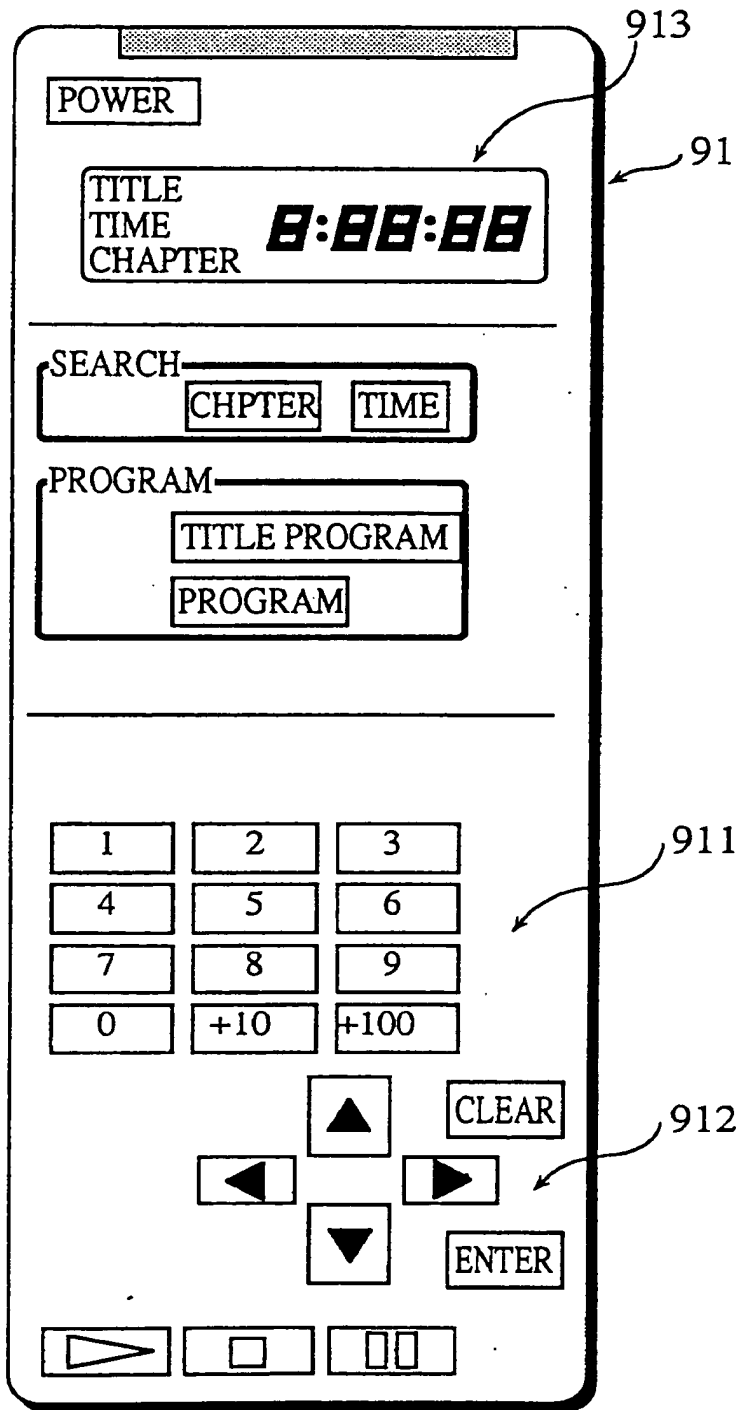 913
POWER
91
TITLE
TIME
CHAPTER
8:88:88
SEARCH
CHPTER TIME
PROGRAM
TITLE PROGRAM
PROGRAM
1 2 3
911
4 5 6
7 8 9
0 +10 +100
CLEAR
912
ENTER